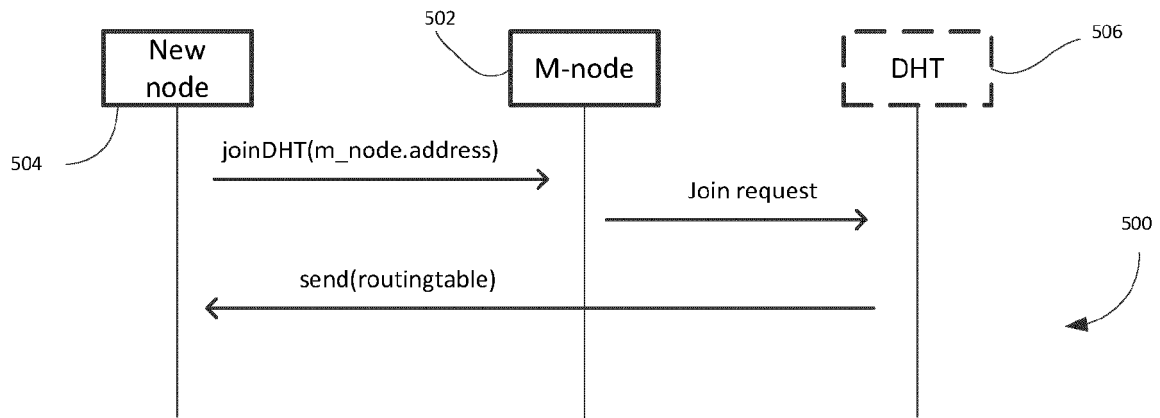 502
506
New
node
M-node
DHT
504
joinDHT(m_node.address)
Join request
500
send(routingtable)